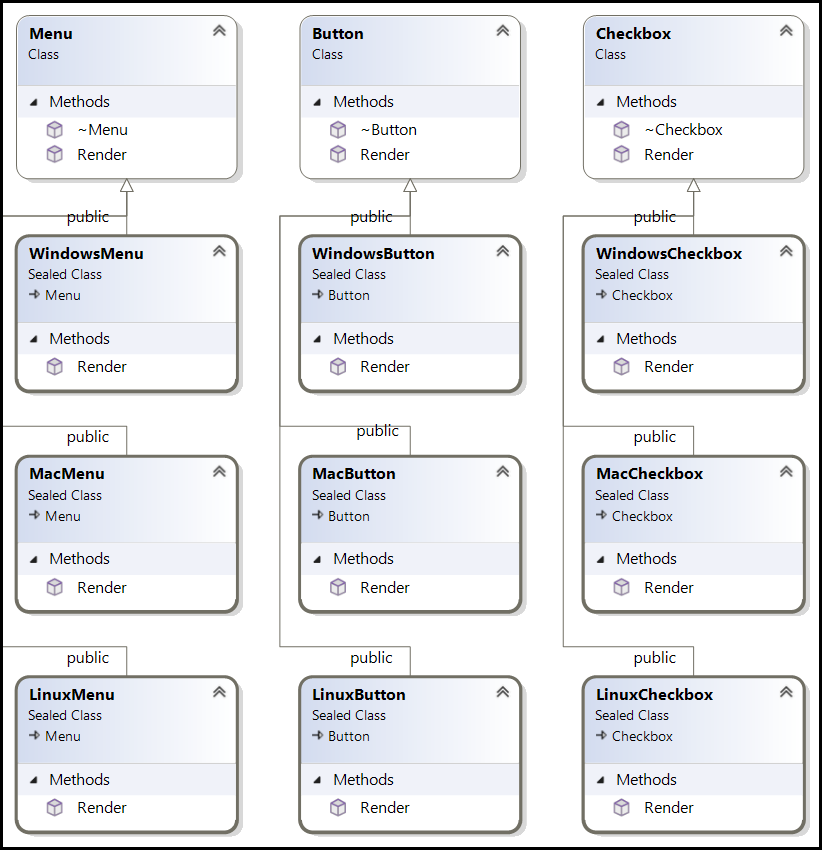 Menu
Class
Methods
~Menu
Render
Button
Class
Methods
~Button
Render
Checkbox
Class
Methods
~Checkbox
Render
public
public
public
WindowsMenu
Sealed Class
Menu
Methods
Render
WindowsButton
Sealed Class
Button
Methods
Render
WindowsCheckbox
Sealed Class
Checkbox
Methods
Render
public
public
public
MacMenu
Sealed Class
Menu
Methods
Render
MacButton
Sealed Class
Button
Methods
Render
MacCheckbox
Sealed Class
Checkbox
Methods
Render
public
public
public
LinuxMenu
Sealed Class
Menu
Methods
Render
LinuxButton
Sealed Class
Button
Methods
Render
LinuxCheckbox
Sealed Class
Checkbox
Methods
Render